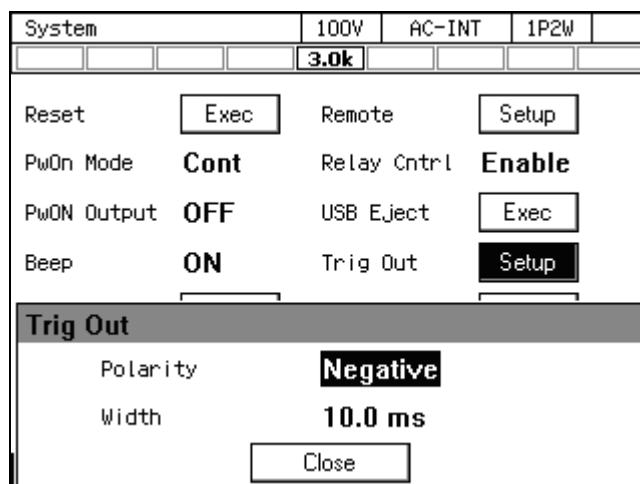 System 100V AC-INT 1P2W
3.0k
Reset Exec Remote Setup
PwOn Mode Cont Relay Cntrl Enable
PwON Output OFF USB Eject Exec
Beep ON Trig Out Setup
Trig Out
Polarity Negative
Width 10.0 ms
Close